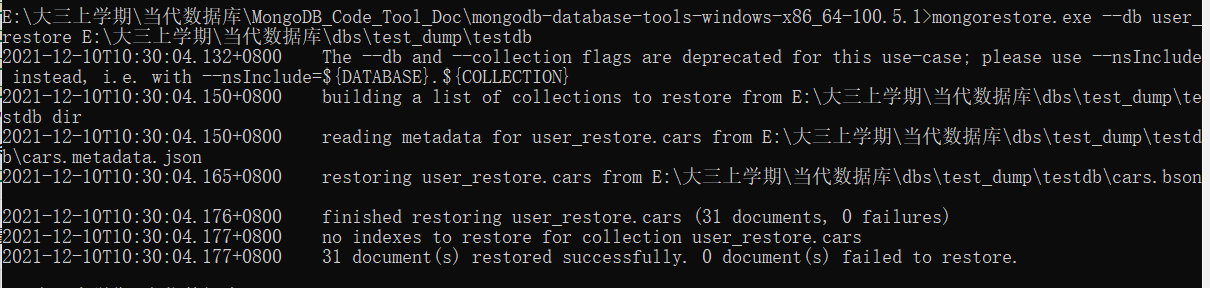 E:\大三上学期\当代数据库\MongoDB_Code_Tool_Doc\mongodb-database-tools-windows-x86_64-100.5.1>mongorestore.exe --db user_
restore E:\大三上学期\当代数据库\dbs\test_dump\testdb
2021-12-10T10:30:04.132+0800    The --db and --collection flags are deprecated for this use-case; please use --nsInclude
 instead, i.e. with --nsInclude=${DATABASE}.${COLLECTION}
2021-12-10T10:30:04.150+0800    building a list of collections to restore from E:\大三上学期\当代数据库\dbs\test_dump\te
stdb dir
2021-12-10T10:30:04.150+0800    reading metadata for user_restore.cars from E:\大三上学期\当代数据库\dbs\test_dump\testd
b\cars.metadata.json
2021-12-10T10:30:04.165+0800    restoring user_restore.cars from E:\大三上学期\当代数据库\dbs\test_dump\testdb\cars.bson
2021-12-10T10:30:04.176+0800    finished restoring user_restore.cars (31 documents, 0 failures)
2021-12-10T10:30:04.177+0800    no indexes to restore for collection user_restore.cars
2021-12-10T10:30:04.177+0800    31 document(s) restored successfully. 0 document(s) failed to restore.